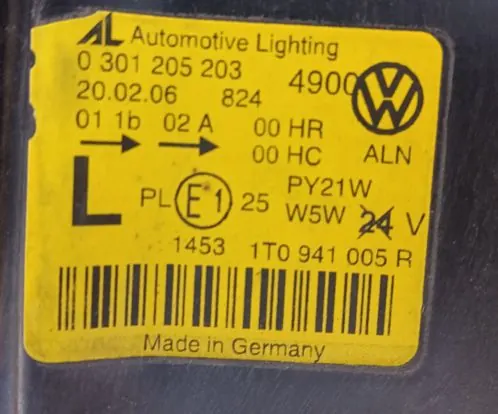 AL Automotive Lighting
0 301 205 203 4900
20.02.06 824
01 1b 02 A 00 HR
00 HC ALN
L PL E1 25 PY21W
W5W 24 V
1453 1T0 941 005 R
Made in Germany